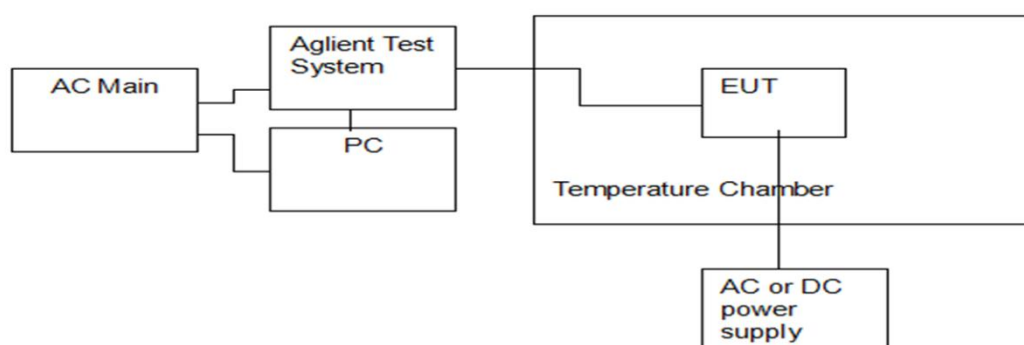 AC Main
Aglient Test
System
PC
EUT
Temperature Chamber
AC or DC
power
supply